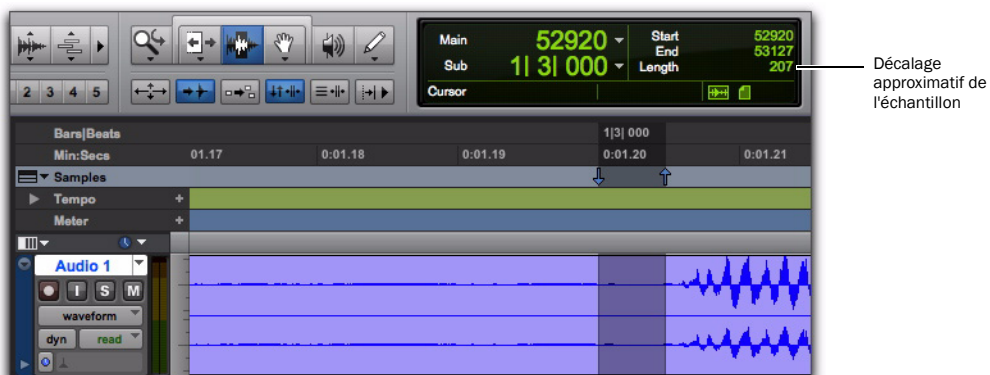 Main 52920 Start 52920
End 53127
Sub 1| 3| 000 Length 207
Cursor
Décalage
approximatif de
l'échantillon
2 3 4 5
Bars|Beats 1|3| 000
Min:Secs 01.17 0:01.18 0:01.19 0:01.20 0:01.21
Samples
Tempo +
Meter +
Audio 1
I S M
waveform
dyn read